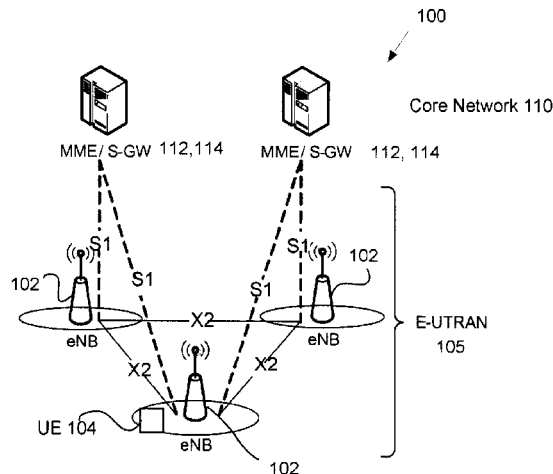 100
Core Network 110
MME/ S-GW 112,114
MME/ S-GW 112, 114
S1
S1
S1
S1
102
102
eNB
X2
eNB
E-UTRAN
105
X2
X2
UE 104
eNB
102